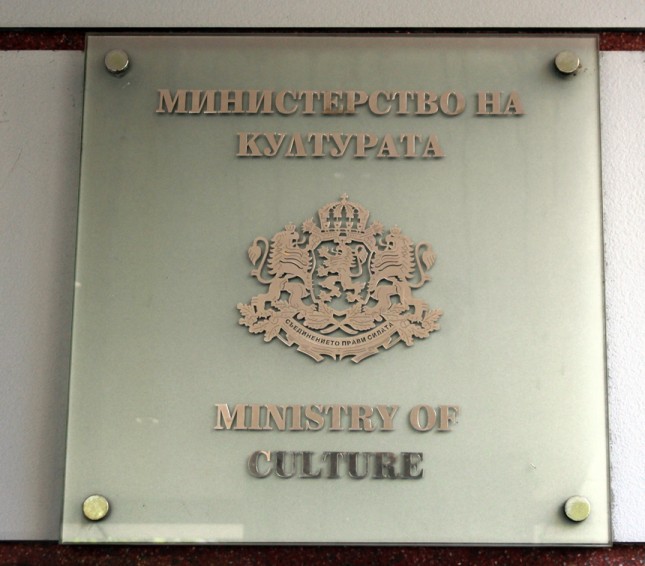 МИНИСТЕРСТВО НА
КУЛТУРАТА
СЪЕДИНЕНИЕТО ПРАВИ СИЛАТА
MINISTRY OF
CULTURE